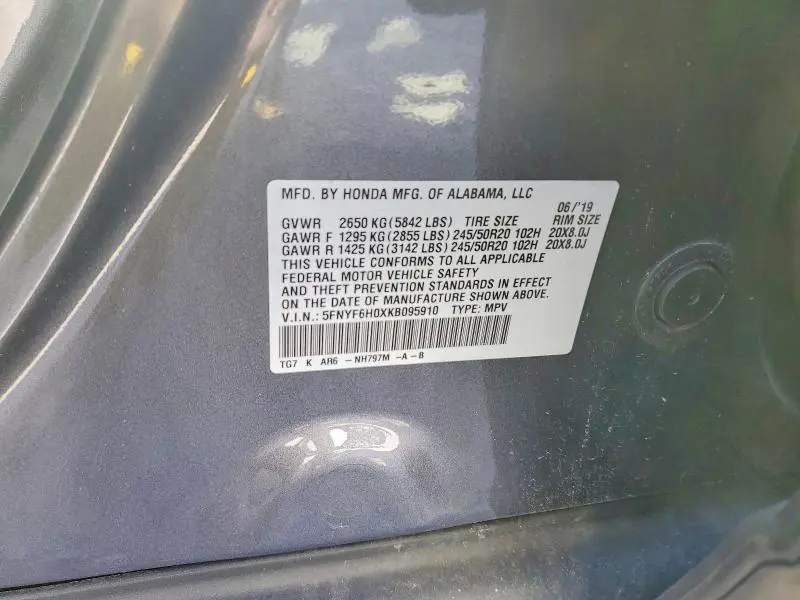 MFD. BY HONDA MFG. OF ALABAMA, LLC 06/'19
GVWR 2650 KG(5842 LBS) TIRE SIZE RIM SIZE
GAWR F 1295 KG(2855 LBS) 245/50R20 102H 20X8.0J
GAWR R 1425 KG(3142 LBS) 245/50R20 102H 20X8.0J
THIS VEHICLE CONFORMS TO ALL APPLICABLE
FEDERAL MOTOR VEHICLE SAFETY
AND THEFT PREVENTION STANDARDS IN EFFECT
ON THE DATE OF MANUFACTURE SHOWN ABOVE.
V.I.N.: 5FNYF6H0XKB095910 TYPE: MPV
TG7 K AR6 -NH797M -A-B